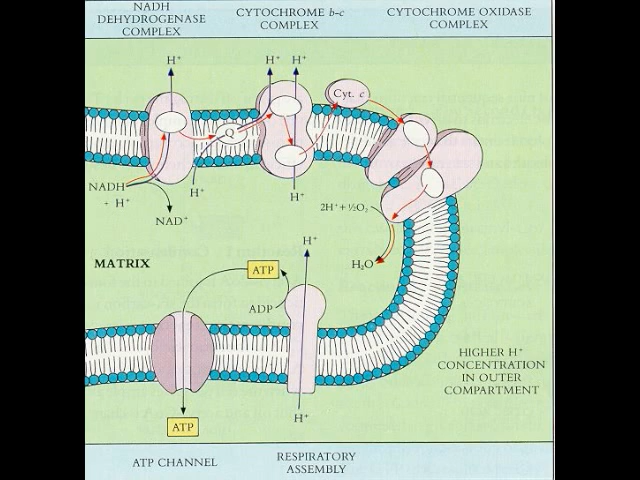 NADH
DEHYDROGENASE
COMPLEX
CYTOCHROME b-c
COMPLEX
CYTOCHROME OXIDASE
COMPLEX
H⁺
H⁺ H⁺
Cyt. c
Q
NADH
+ H⁺
H⁺
H⁺
NAD⁺
2H⁺+½O₂
H₂O
MATRIX
H⁺
ATP
ADP
HIGHER H⁺
CONCENTRATION
IN OUTER
COMPARTMENT
H⁺
ATP
ATP CHANNEL
RESPIRATORY
ASSEMBLY